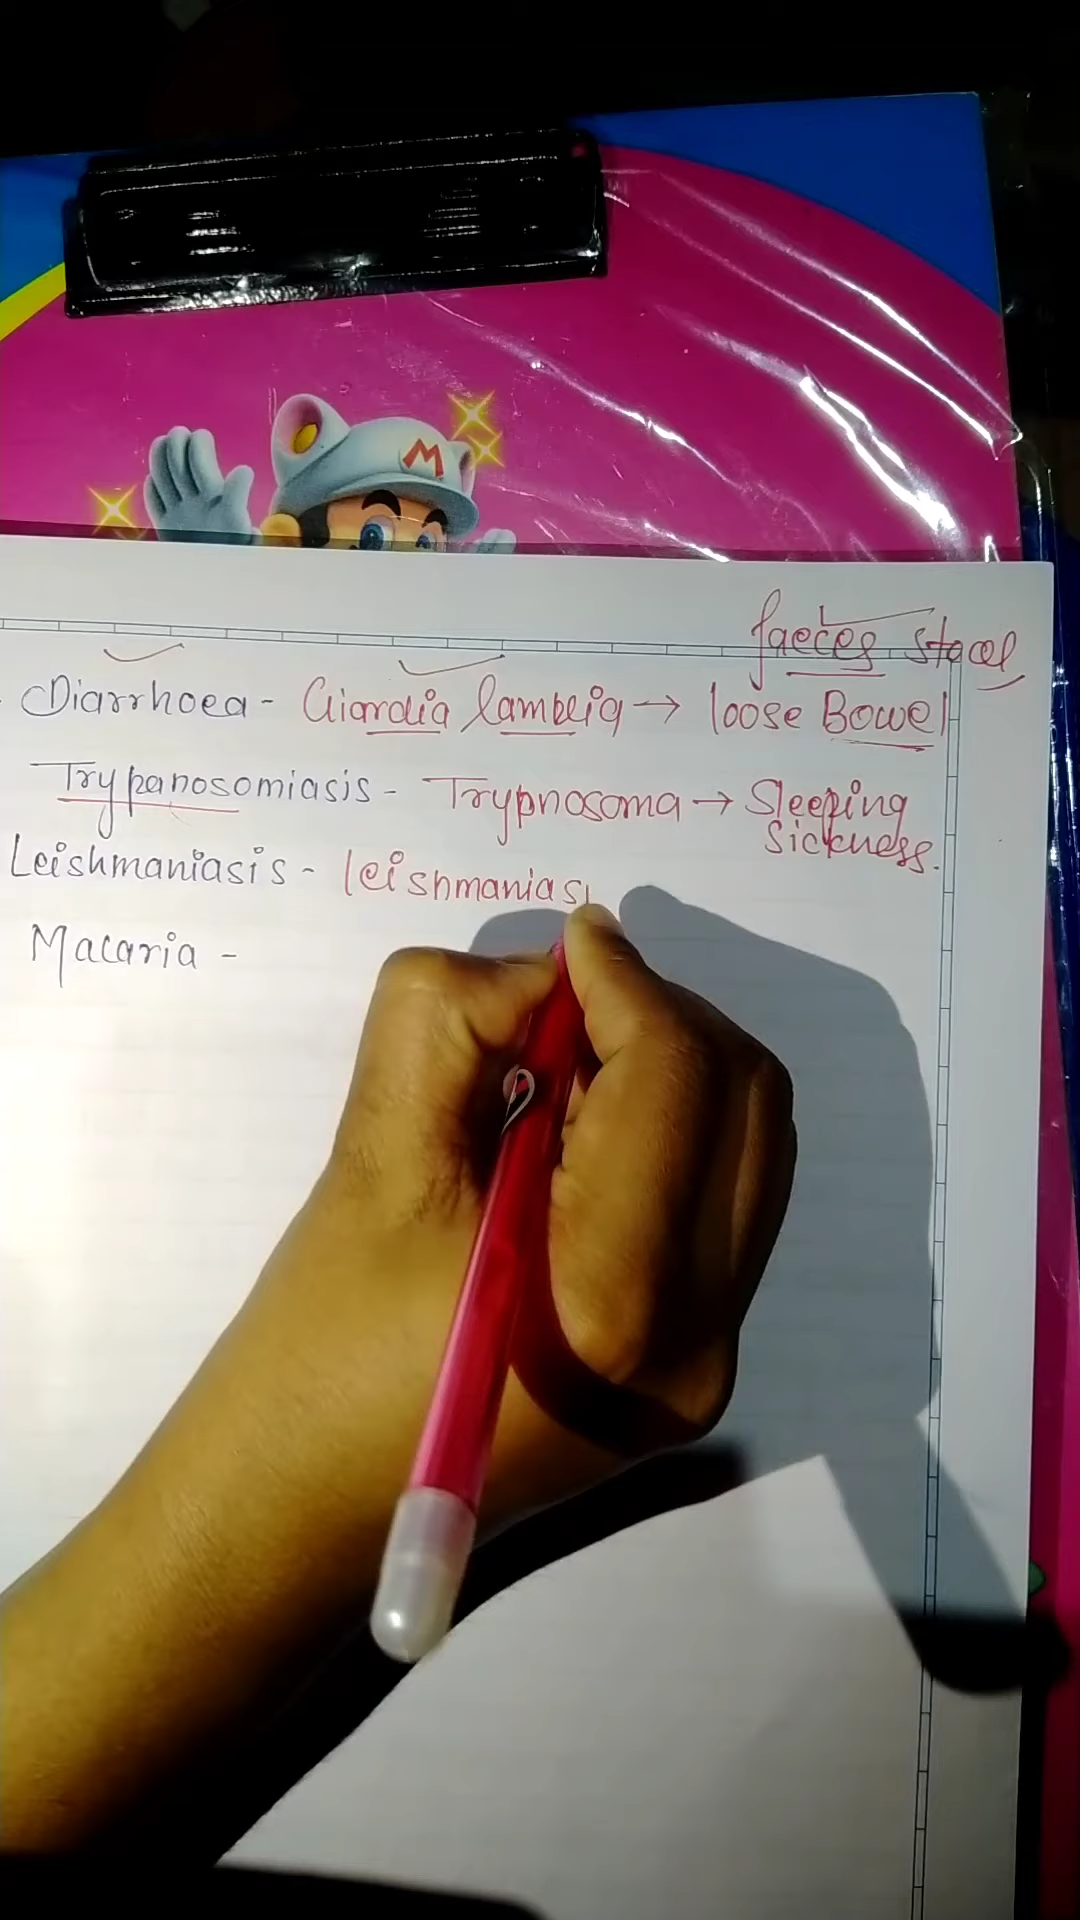 M
faeces stool
Diarrhoea - Giardia lamblia → loose Bowel
Trypanosomiasis - Trypnosoma → Sleeping
Sickness.
Leishmaniasis - leishmanias
Malaria -